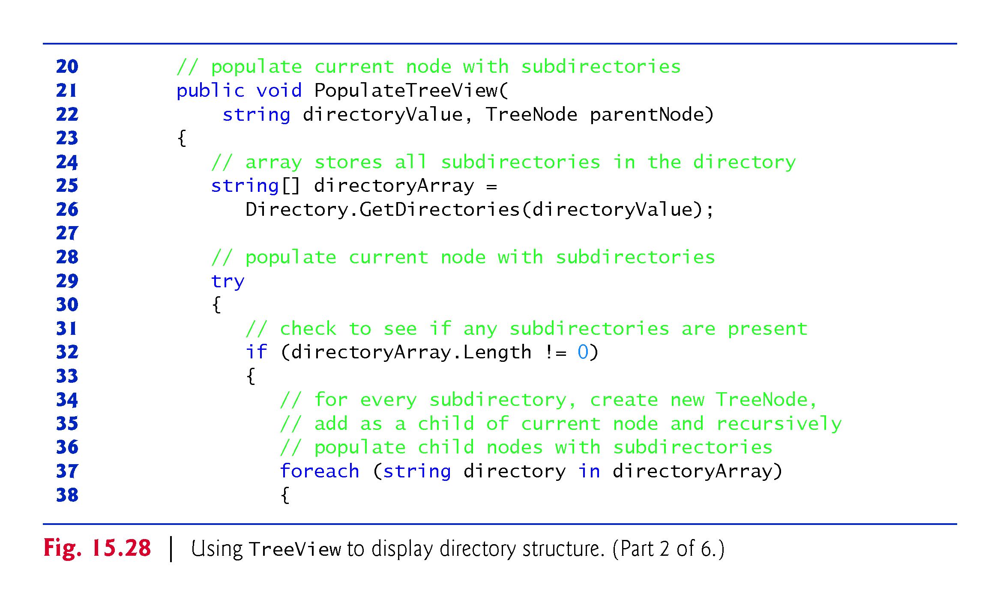 20 // populate current node with subdirectories
21 public void PopulateTreeView(
22 string directoryValue, TreeNode parentNode)
23 {
24 // array stores all subdirectories in the directory
25 string[] directoryArray =
26 Directory.GetDirectories(directoryValue);
27
28 // populate current node with subdirectories
29 try
30 {
31 // check to see if any subdirectories are present
32 if (directoryArray.Length != 0)
33 {
34 // for every subdirectory, create new TreeNode,
35 // add as a child of current node and recursively
36 // populate child nodes with subdirectories
37 foreach (string directory in directoryArray)
38 {
Fig. 15.28 | Using TreeView to display directory structure. (Part 2 of 6.)